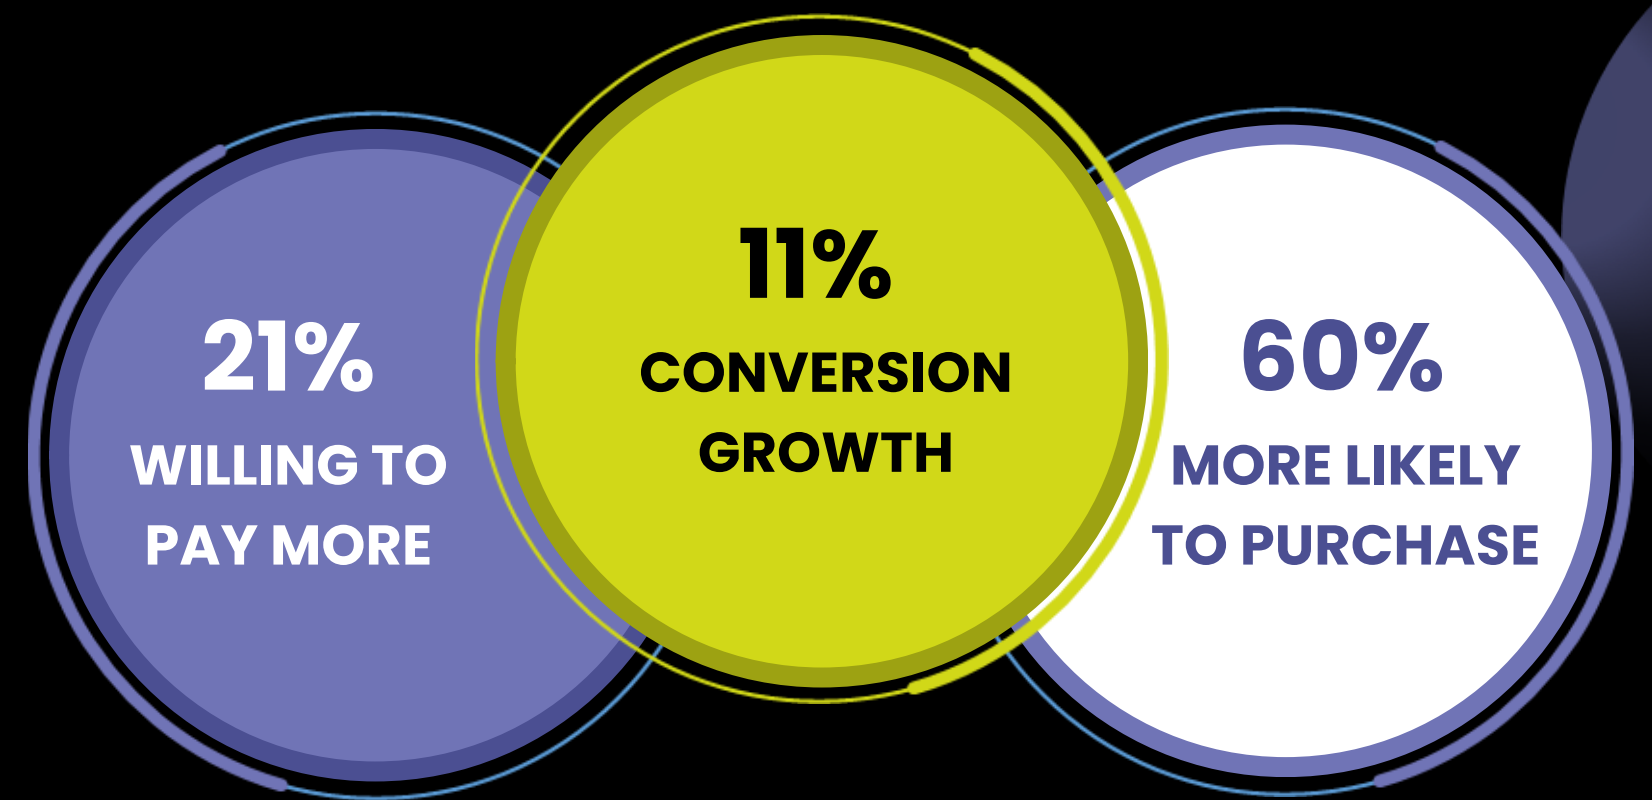 21%
WILLING TO
PAY MORE
11%
CONVERSION
GROWTH
60%
MORE LIKELY
TO PURCHASE